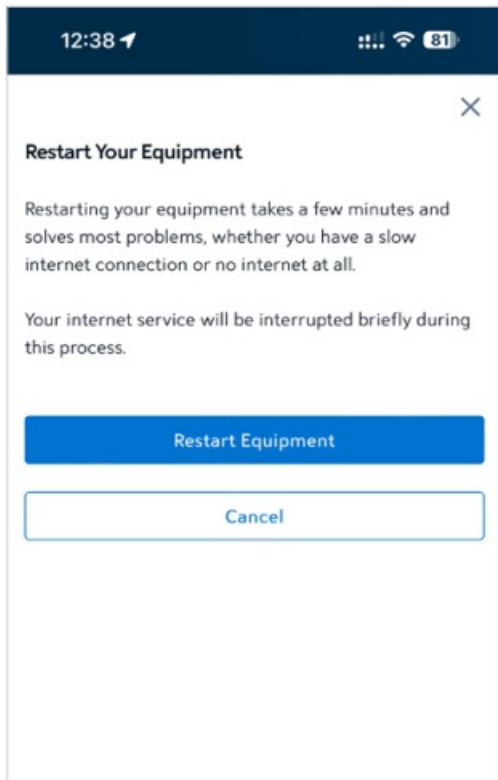 12:38
81
Restart Your Equipment
Restarting your equipment takes a few minutes and
solves most problems, whether you have a slow
internet connection or no internet at all.
Your internet service will be interrupted briefly during
this process.
Restart Equipment
Cancel